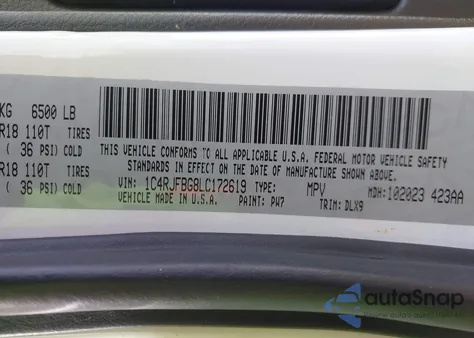 KG 6500 LB
R18 110T TIRES
( 36 PSI) COLD
R18 110T TIRES
( 36 PSI) COLD
THIS VEHICLE CONFORMS TO ALL APPLICABLE U.S.A. FEDERAL MOTOR VEHICLE SAFETY
STANDARDS IN EFFECT ON THE DATE OF MANUFACTURE SHOWN ABOVE.
VIN: 1C4RJFBG8LC172619 TYPE: MPV MDH: 102023 423AA
VEHICLE MADE IN U.S.A. PAINT: PW7 TRIM: DLX9
autoSnap